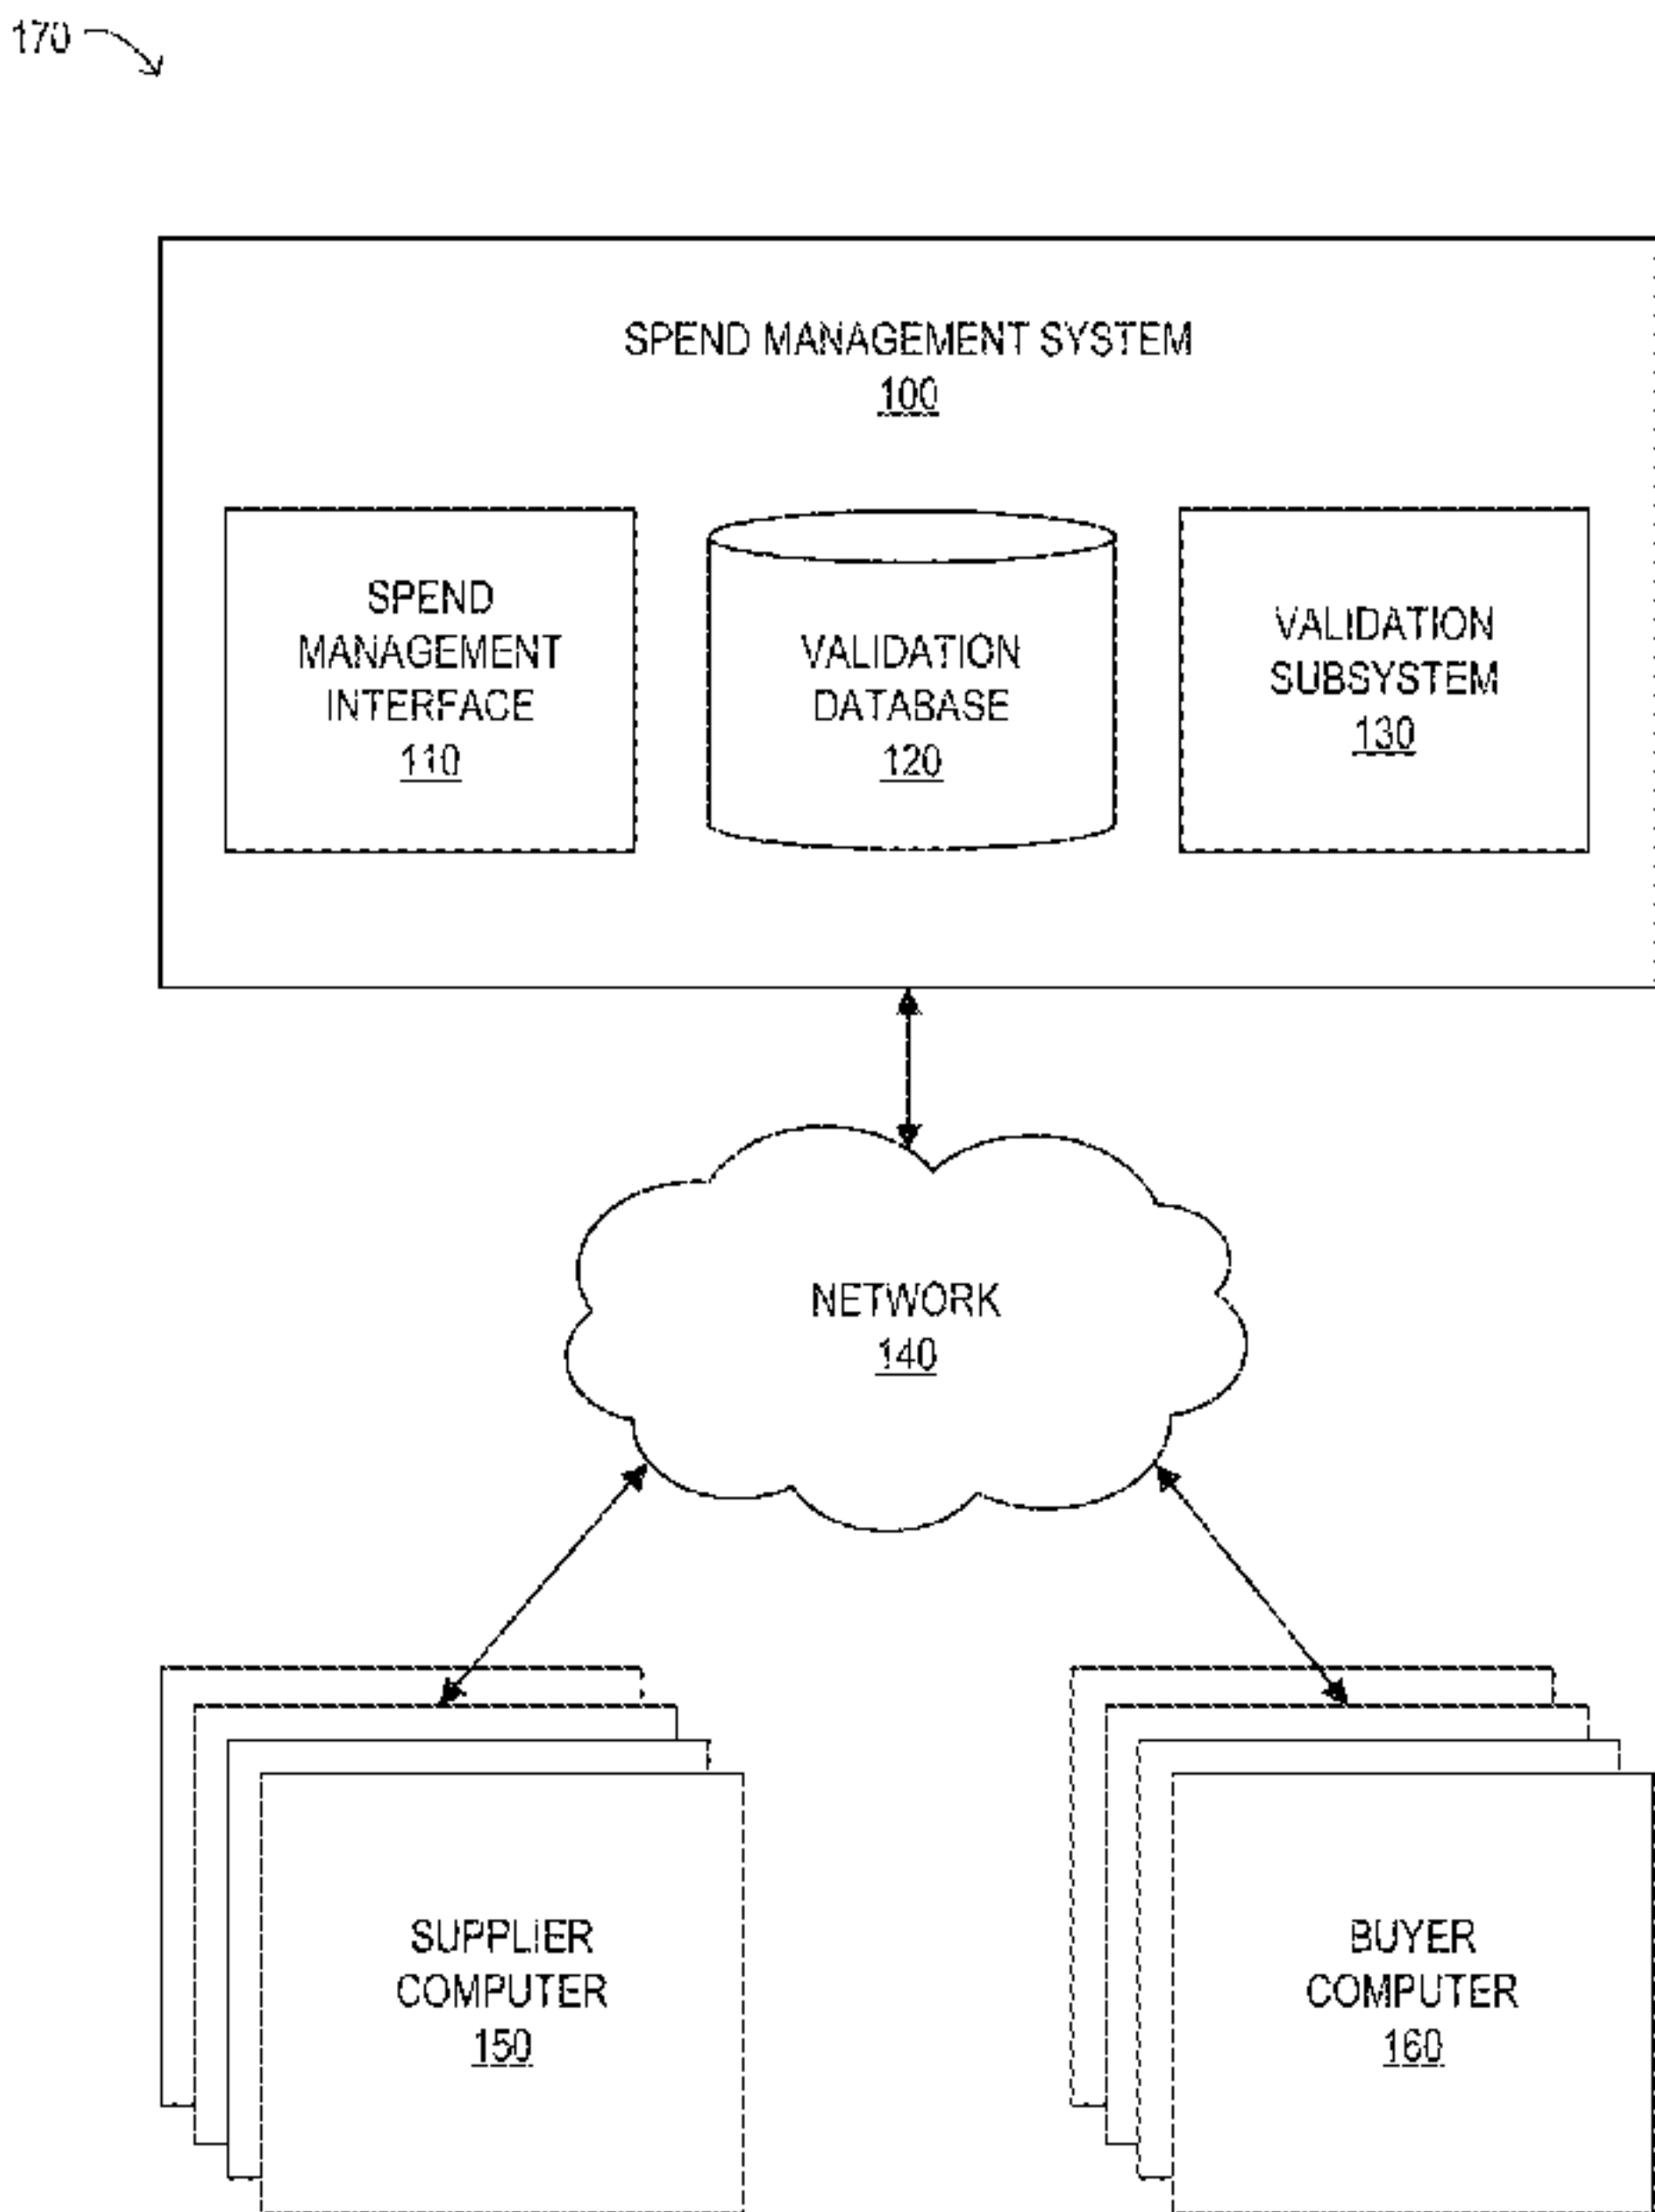 170
SPEND MANAGEMENT SYSTEM
100
SPEND
MANAGEMENT
INTERFACE
110
VALIDATION
DATABASE
120
VALIDATION
SUBSYSTEM
130
NETWORK
140
SUPPLIER
COMPUTER
150
BUYER
COMPUTER
160